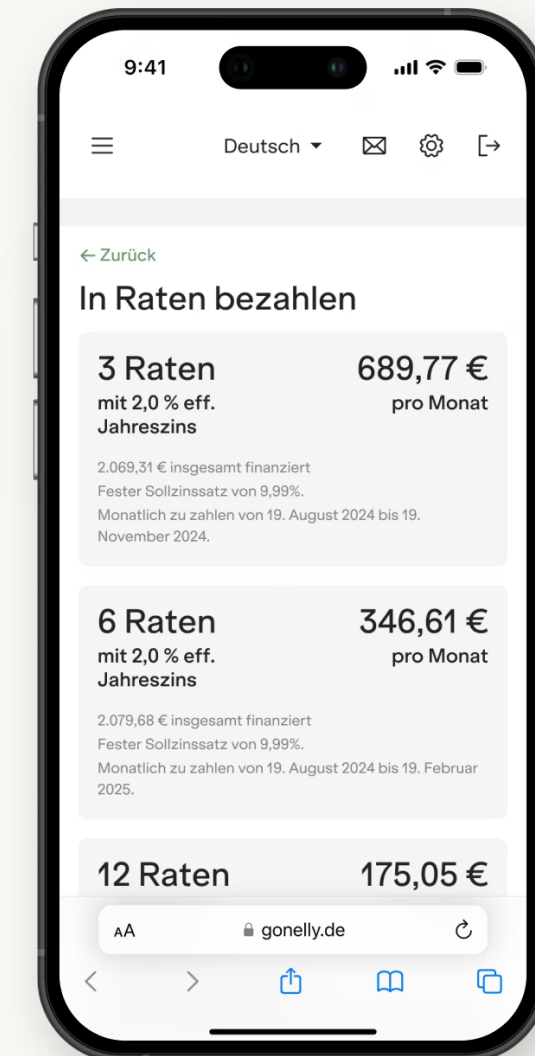 9:41
Deutsch
← Zurück
In Raten bezahlen
3 Raten 689,77 €
mit 2,0 % eff. pro Monat
Jahreszins
2.069,31 € insgesamt finanziert
Fester Sollzinssatz von 9,99%.
Monatlich zu zahlen von 19. August 2024 bis 19.
November 2024.
6 Raten 346,61 €
mit 2,0 % eff. pro Monat
Jahreszins
2.079,68 € insgesamt finanziert
Fester Sollzinssatz von 9,99%.
Monatlich zu zahlen von 19. August 2024 bis 19. Februar
2025.
12 Raten 175,05 €
AA gonelly.de